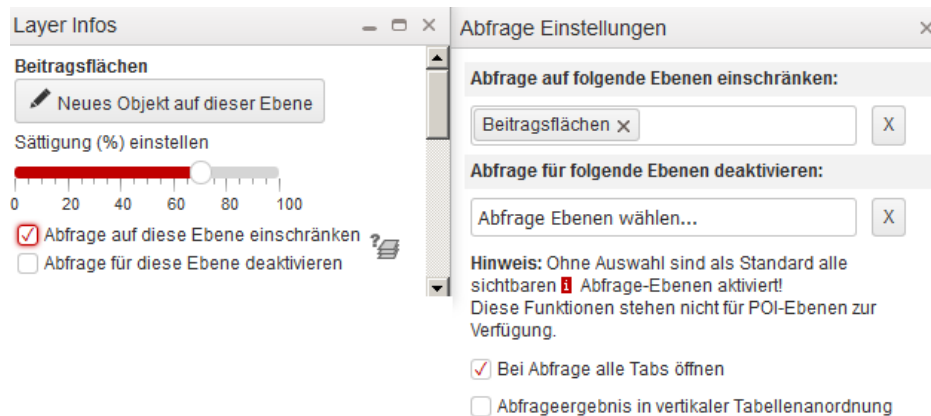 Layer Infos
Beitragsflächen
Neues Objekt auf dieser Ebene
Sättigung (%) einstellen
0 20 40 60 80 100
Abfrage auf diese Ebene einschränken
Abfrage für diese Ebene deaktivieren
Abfrage Einstellungen
Abfrage auf folgende Ebenen einschränken:
Beitragsflächen × X
Abfrage für folgende Ebenen deaktivieren:
Abfrage Ebenen wählen... X
Hinweis: Ohne Auswahl sind als Standard alle
sichtbaren i Abfrage-Ebenen aktiviert!
Diese Funktionen stehen nicht für POI-Ebenen zur
Verfügung.
Bei Abfrage alle Tabs öffnen
Abfrageergebnis in vertikaler Tabellenanordnung